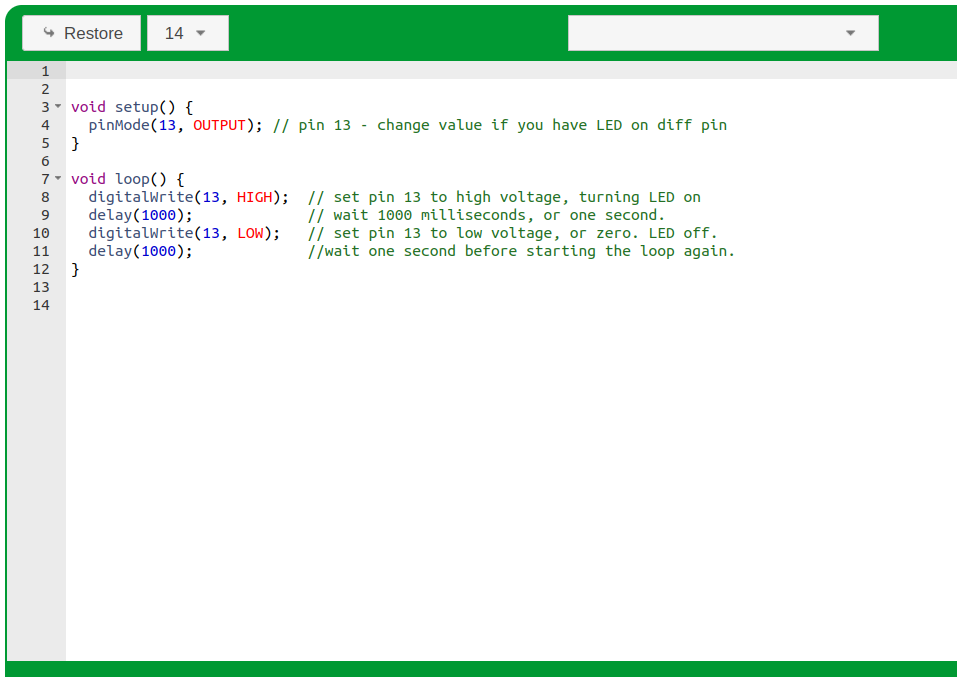 Restore 14
1
2
3 void setup() {
4   pinMode(13, OUTPUT); // pin 13 - change value if you have LED on diff pin
5 }
6
7 void loop() {
8   digitalWrite(13, HIGH);  // set pin 13 to high voltage, turning LED on
9   delay(1000);             // wait 1000 milliseconds, or one second.
10   digitalWrite(13, LOW);   // set pin 13 to low voltage, or zero. LED off.
11   delay(1000);             //wait one second before starting the loop again.
12 }
13
14